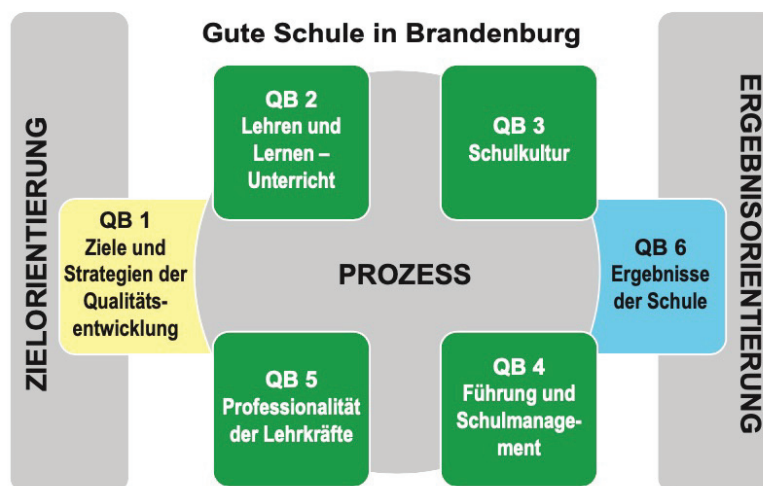 Gute Schule in Brandenburg
ZIELORIENTIERUNG
QB 1
Ziele und
Strategien der
Qualitäts-
entwicklung
QB 2
Lehren und
Lernen –
Unterricht
QB 3
Schulkultur
PROZESS
QB 5
Professionalität
der Lehrkräfte
QB 4
Führung und
Schulmanage-
ment
QB 6
Ergebnisse
der Schule
ERGEBNISORIENTIERUNG